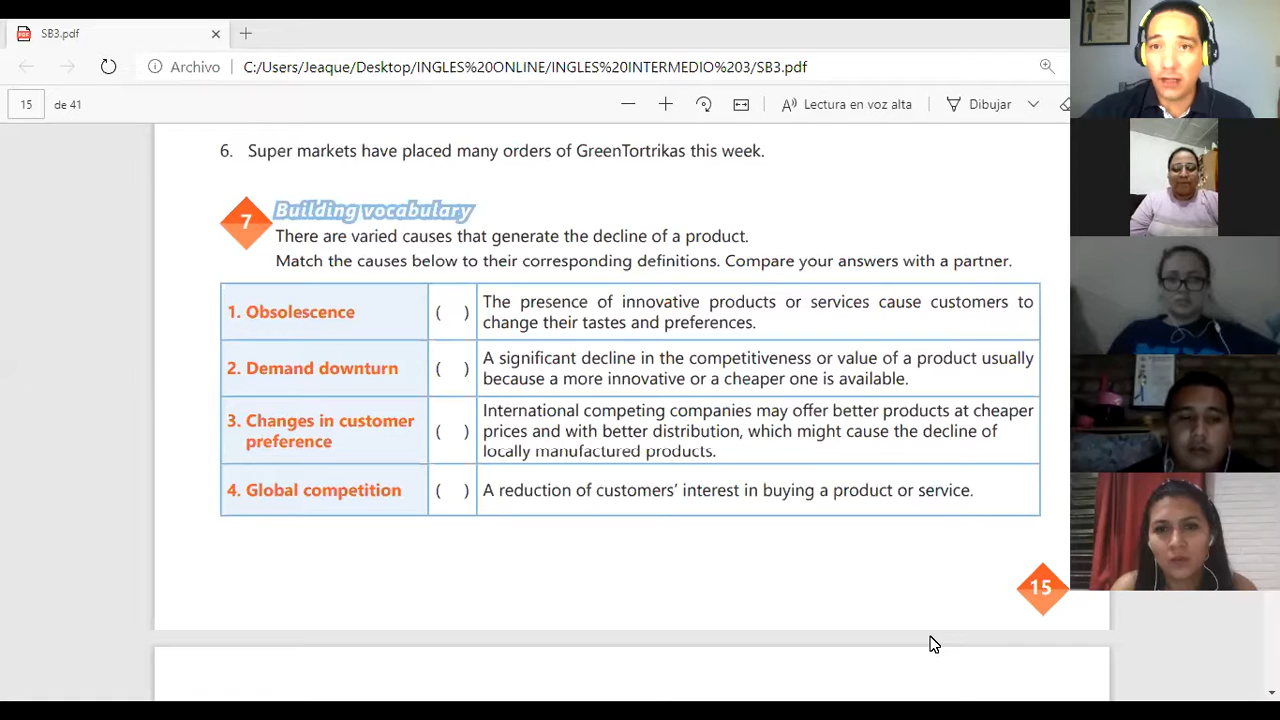 SB3.pdf
Archivo C:/Users/Jeaque/Desktop/INGLES%20ONLINE/INGLES%20INTERMEDIO%203/SB3.pdf
15 de 41 Lectura en voz alta Dibujar
6. Super markets have placed many orders of GreenTortrikas this week.
7 Building vocabulary
There are varied causes that generate the decline of a product.
Match the causes below to their corresponding definitions. Compare your answers with a partner.
1. Obsolescence ( ) The presence of innovative products or services cause customers to
change their tastes and preferences.
2. Demand downturn ( ) A significant decline in the competitiveness or value of a product usually
because a more innovative or a cheaper one is available.
3. Changes in customer
preference ( ) International competing companies may offer better products at cheaper
prices and with better distribution, which might cause the decline of
locally manufactured products.
4. Global competition ( ) A reduction of customers’ interest in buying a product or service.
15